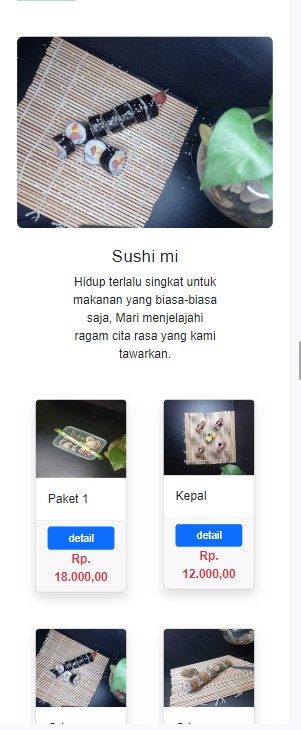 Sushi mi
Hidup terlalu singkat untuk
makanan yang biasa-biasa
saja, Mari menjelajahi
ragam cita rasa yang kami
tawarkan.
Paket 1
detail
Rp.
18.000,00
Kepal
detail
Rp.
12.000,00